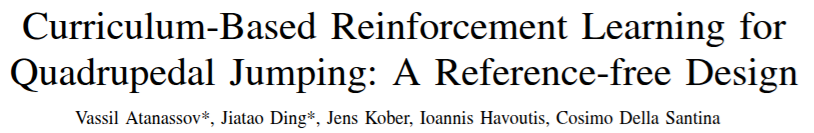 Curriculum-Based Reinforcement Learning for
Quadrupedal Jumping: A Reference-free Design
Vassil Atanassov*, Jiatao Ding*, Jens Kober, Ioannis Havoutis, Cosimo Della Santina